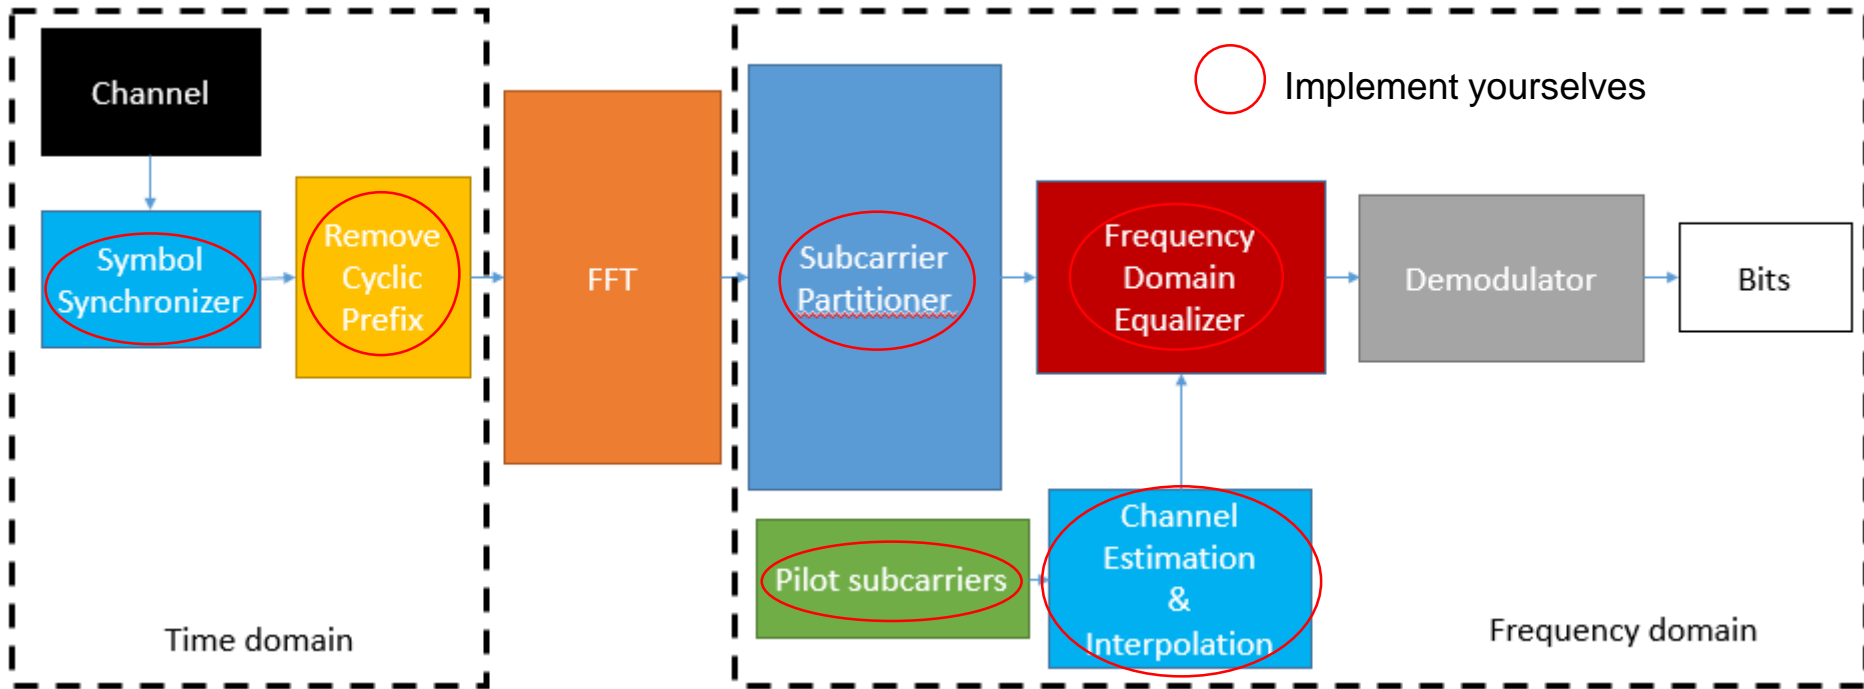 Channel
Implement yourselves
Symbol
Synchronizer
Remove
Cyclic
Prefix
FFT
Subcarrier
Partitioner
Frequency
Domain
Equalizer
Demodulator
Bits
Pilot subcarriers
Channel
Estimation
&
Interpolation
Time domain
Frequency domain